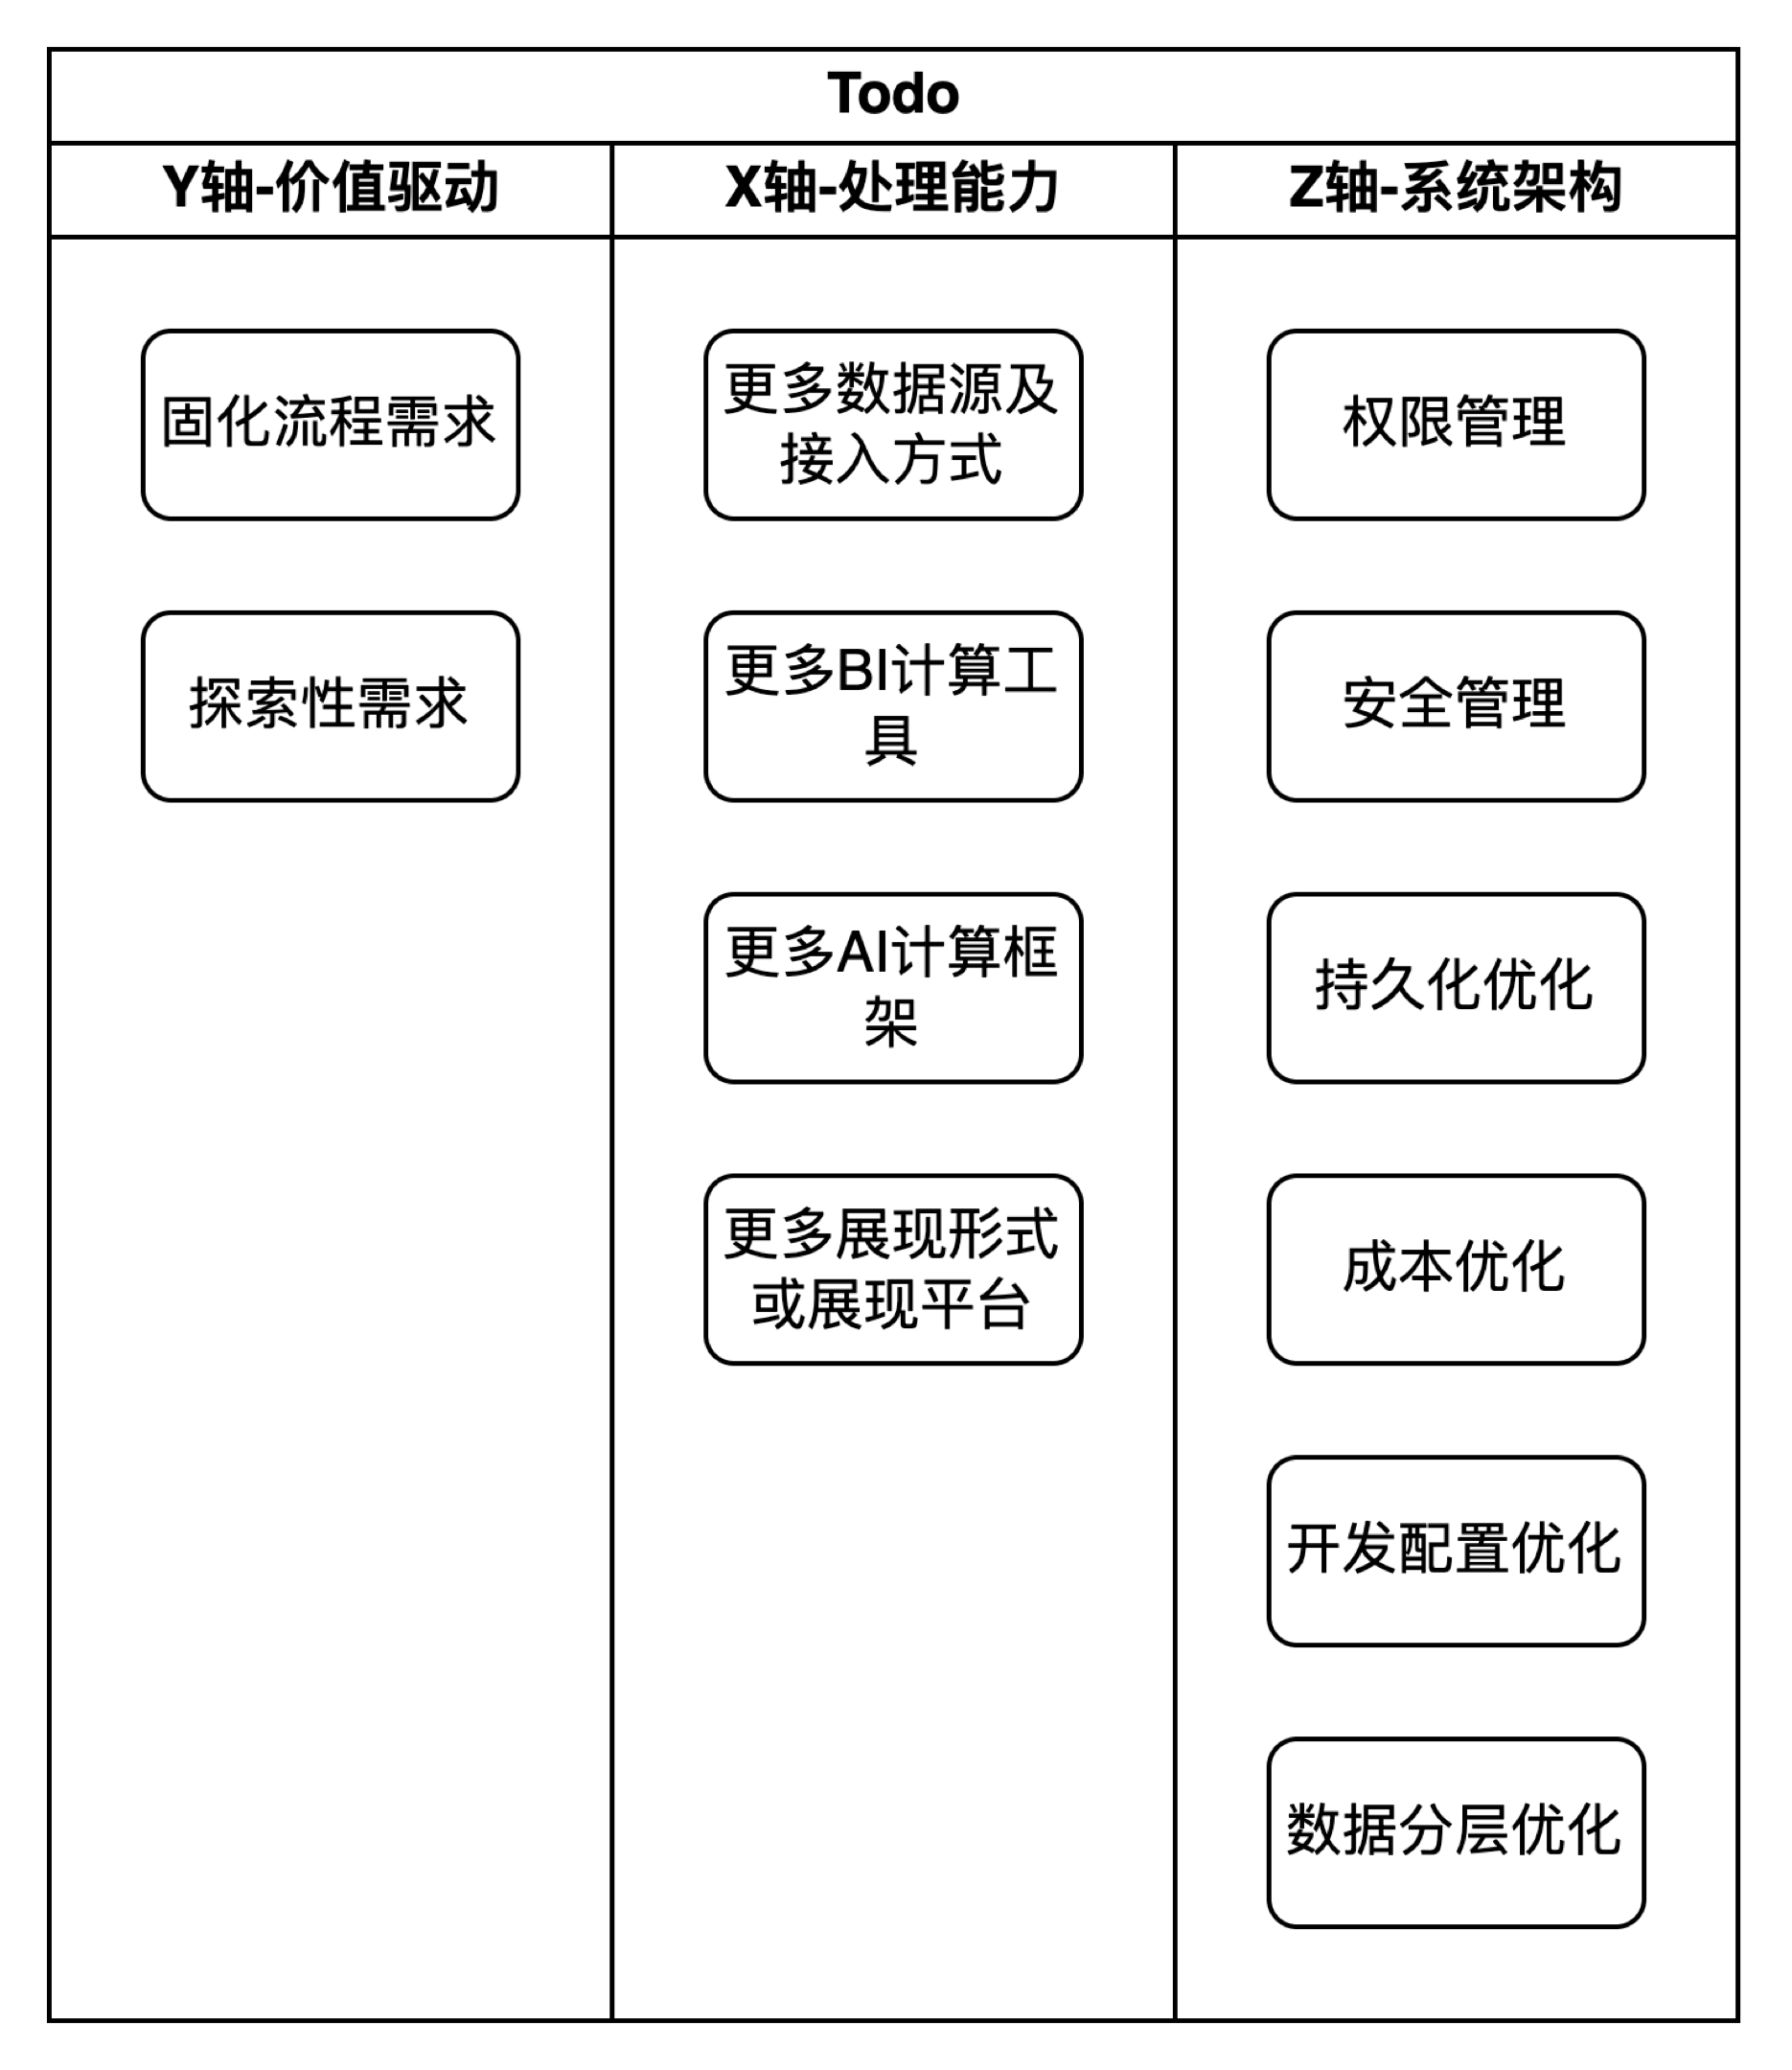 Todo
Y轴-价值驱动
X轴-处理能力
Z轴-系统架构
固化流程需求
探索性需求
更多数据源及
接入方式
更多BI计算工
具
更多AI计算框
架
更多展现形式
或展现平台
权限管理
安全管理
持久化优化
成本优化
开发配置优化
数据分层优化